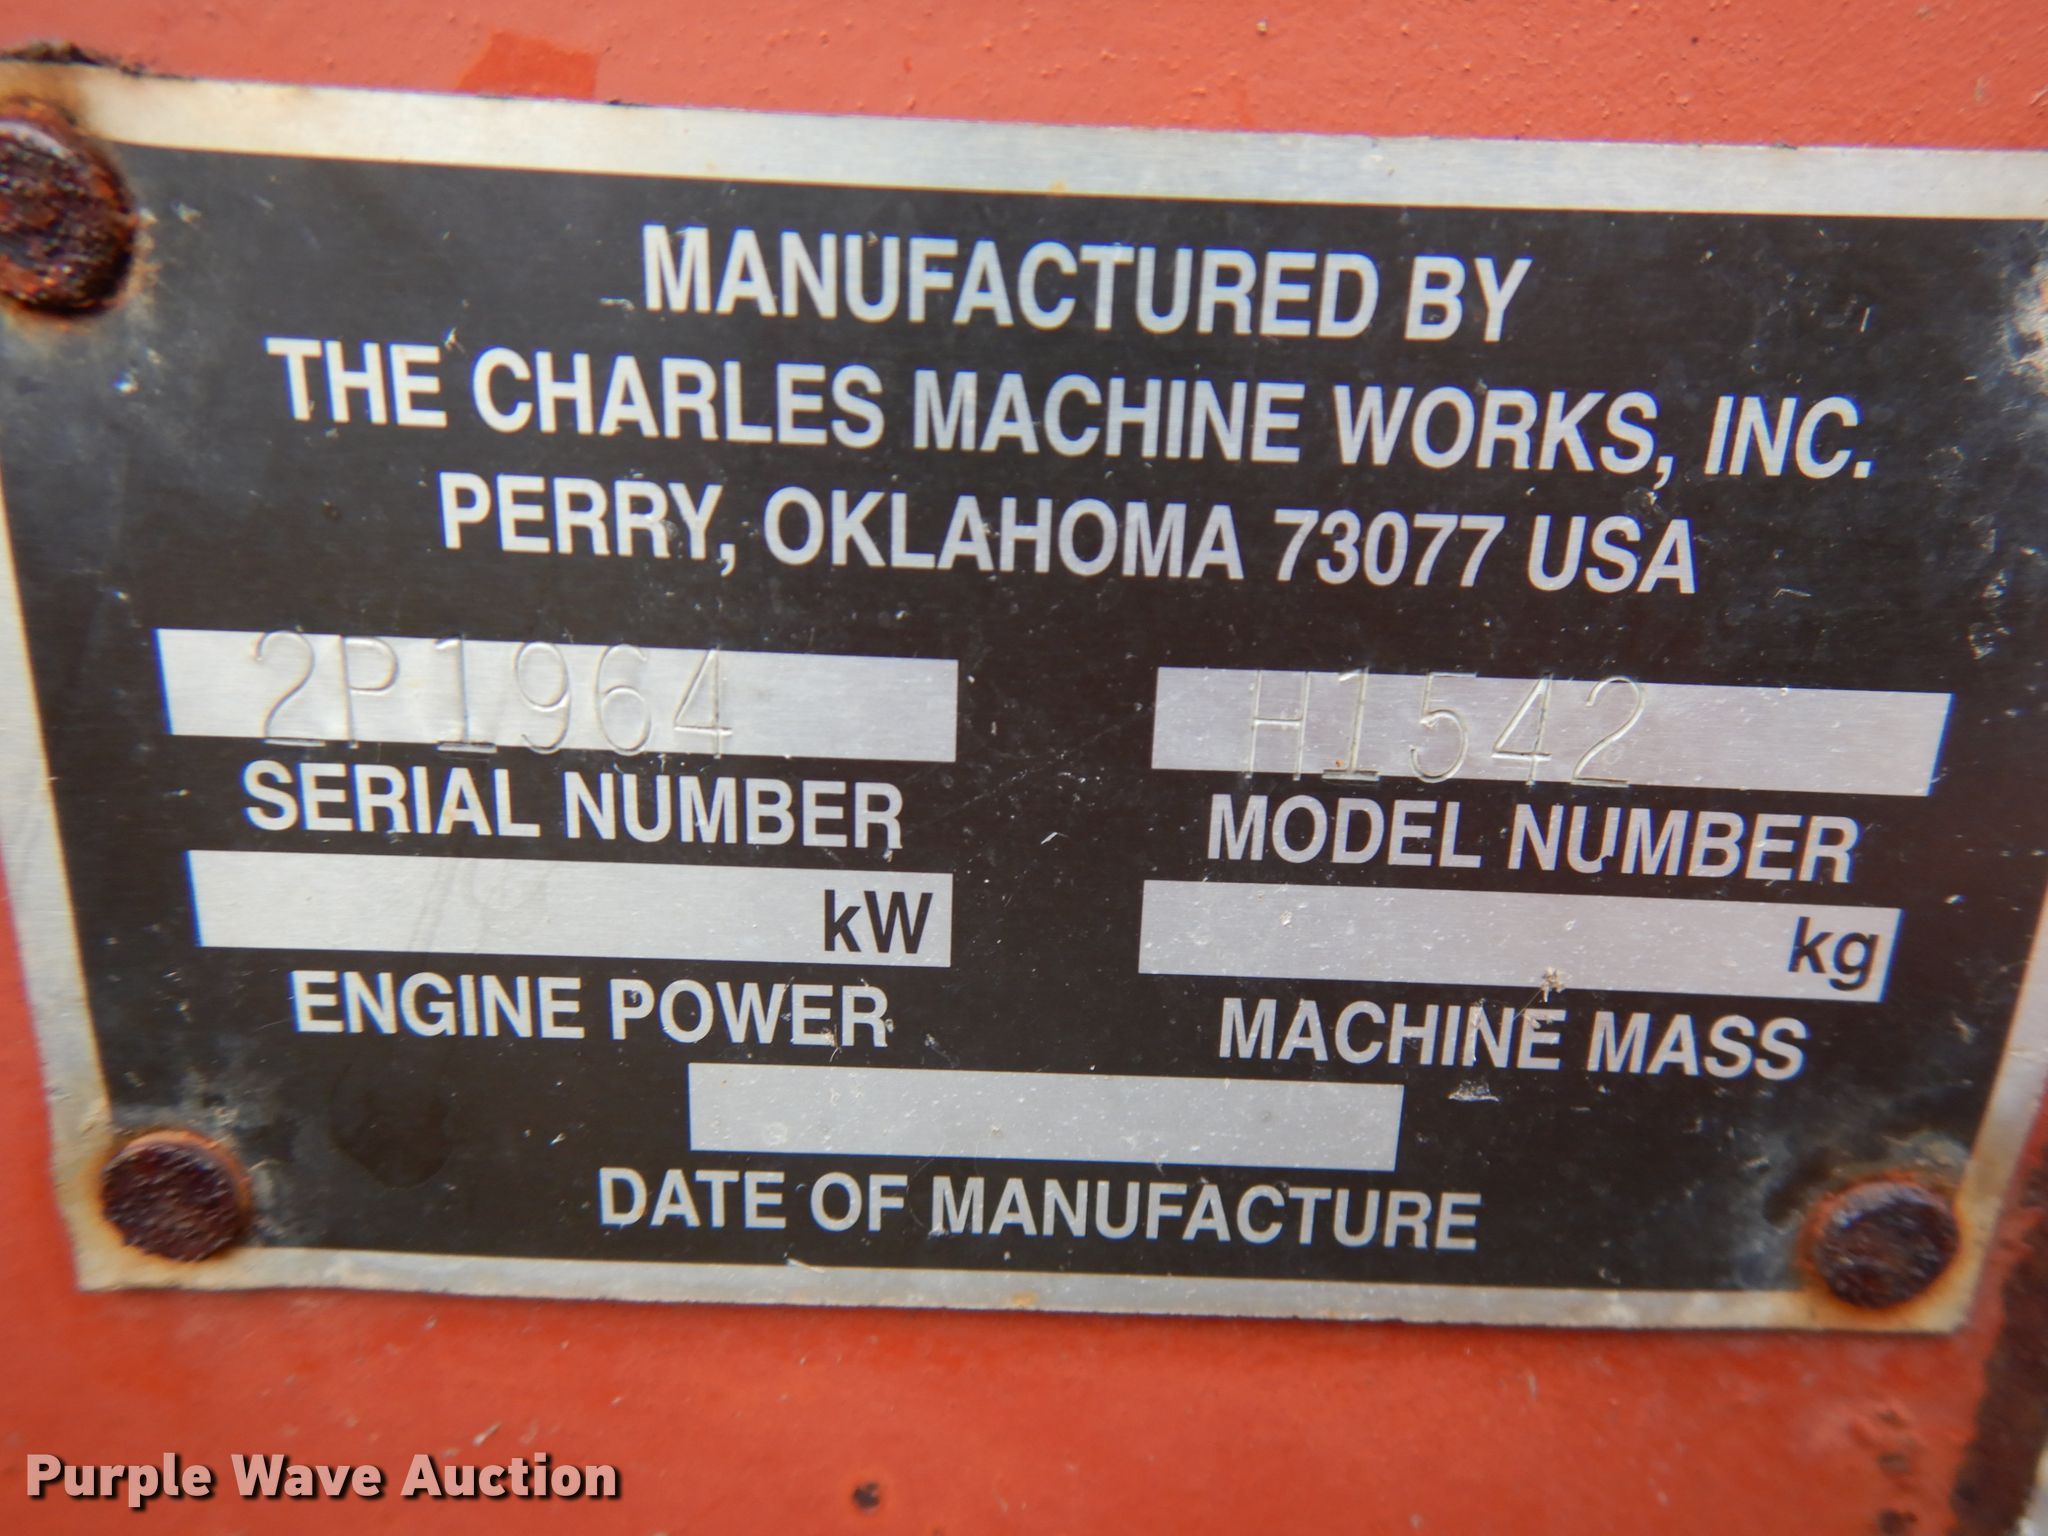 MANUFACTURED BY
THE CHARLES MACHINE WORKS, INC.
PERRY, OKLAHOMA 73077 USA
2P1964 H1542
SERIAL NUMBER MODEL NUMBER
kW kg
ENGINE POWER MACHINE MASS
DATE OF MANUFACTURE
Purple Wave Auction